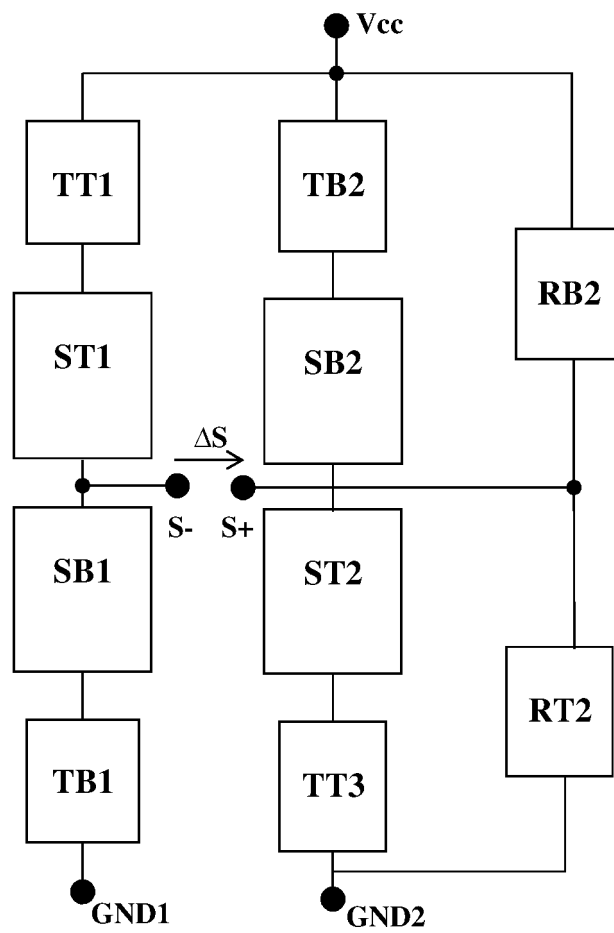 Vcc
TT1
TB2
RB2
ST1
SB2
ΔS
S-
S+
SB1
ST2
RT2
TB1
TT3
GND1
GND2